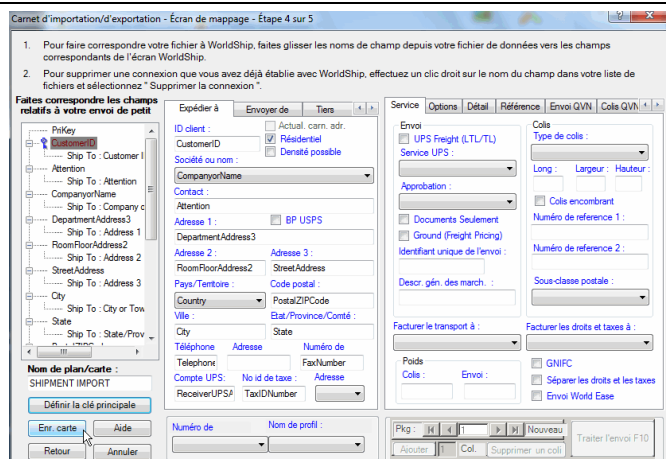 Carnet d'importation/d'exportation - Écran de mappage - Étape 4 sur 5
1. Pour faire correspondre votre fichier à WorldShip, faites glisser les noms de champ depuis votre fichier de données vers les champs
correspondants de l'écran WorldShip.
2. Pour supprimer une connexion que vous avez déjà établie avec WorldShip, effectuez un clic droit sur le nom du champ dans votre liste de
fichiers et sélectionnez " Supprimer la connexion ".
Faites correspondre les champs
relatifs à votre envoi de petit
PriKey
CustomerID
Ship To : Customer I
Attention
Ship To : Attention
CompanyorName
Ship To : Company c
DepartmentAddress3
Ship To : Address 1
RoomFloorAddress2
Ship To : Address 2
StreetAddress
Ship To : Address 3
City
Ship To : City or Tow
State
Ship To : State/Prov
Nom de plan/carte :
SHIPMENT IMPORT
Définir la clé principale
Enr. carte Aide
Retour Annuler
Expédier à Envoyer de Tiers
ID client : Actual. carn. adr.
CustomerID Résidentiel
Densité possible
Société ou nom :
CompanyorName
Contact :
Attention
Adresse 1 : BP USPS
DepartmentAddress3
Adresse 2 : Adresse 3 :
RoomFloorAddress2 StreetAddress
Pays/Territoire : Code postal :
Country PostalZIPCode
Ville : Etat/Province/Comté :
City State
Téléphone Adresse Numéro de
Telephone FaxNumber
Compte UPS: No id de taxe : Adresse
ReceiverUPSA TaxIDNumber
Numéro de Nom de profil :
Service Options Détail Référence Envoi QVN Colis QVN
Envoi
UPS Freight (LTL/TL)
Service UPS :
Approbation :
Documents Seulement
Ground (Freight Pricing)
Identifiant unique de l'envoi :
Descr. gén. des march. :
Colis
Type de colis :
Long : Largeur : Hauteur :
Colis encombrant
Numéro de reference 1 :
Numéro de reference 2 :
Sous-classe postale :
Facturer le transport à : Facturer les droits et taxes à :
Poids
Colis : Envoi :
GNIFC
Séparer les droits et les taxes
Envoi World Ease
Pkg : 1 Nouveau
Ajouter 1 Col. Supprimer un coli
Traiter l'envoi F10